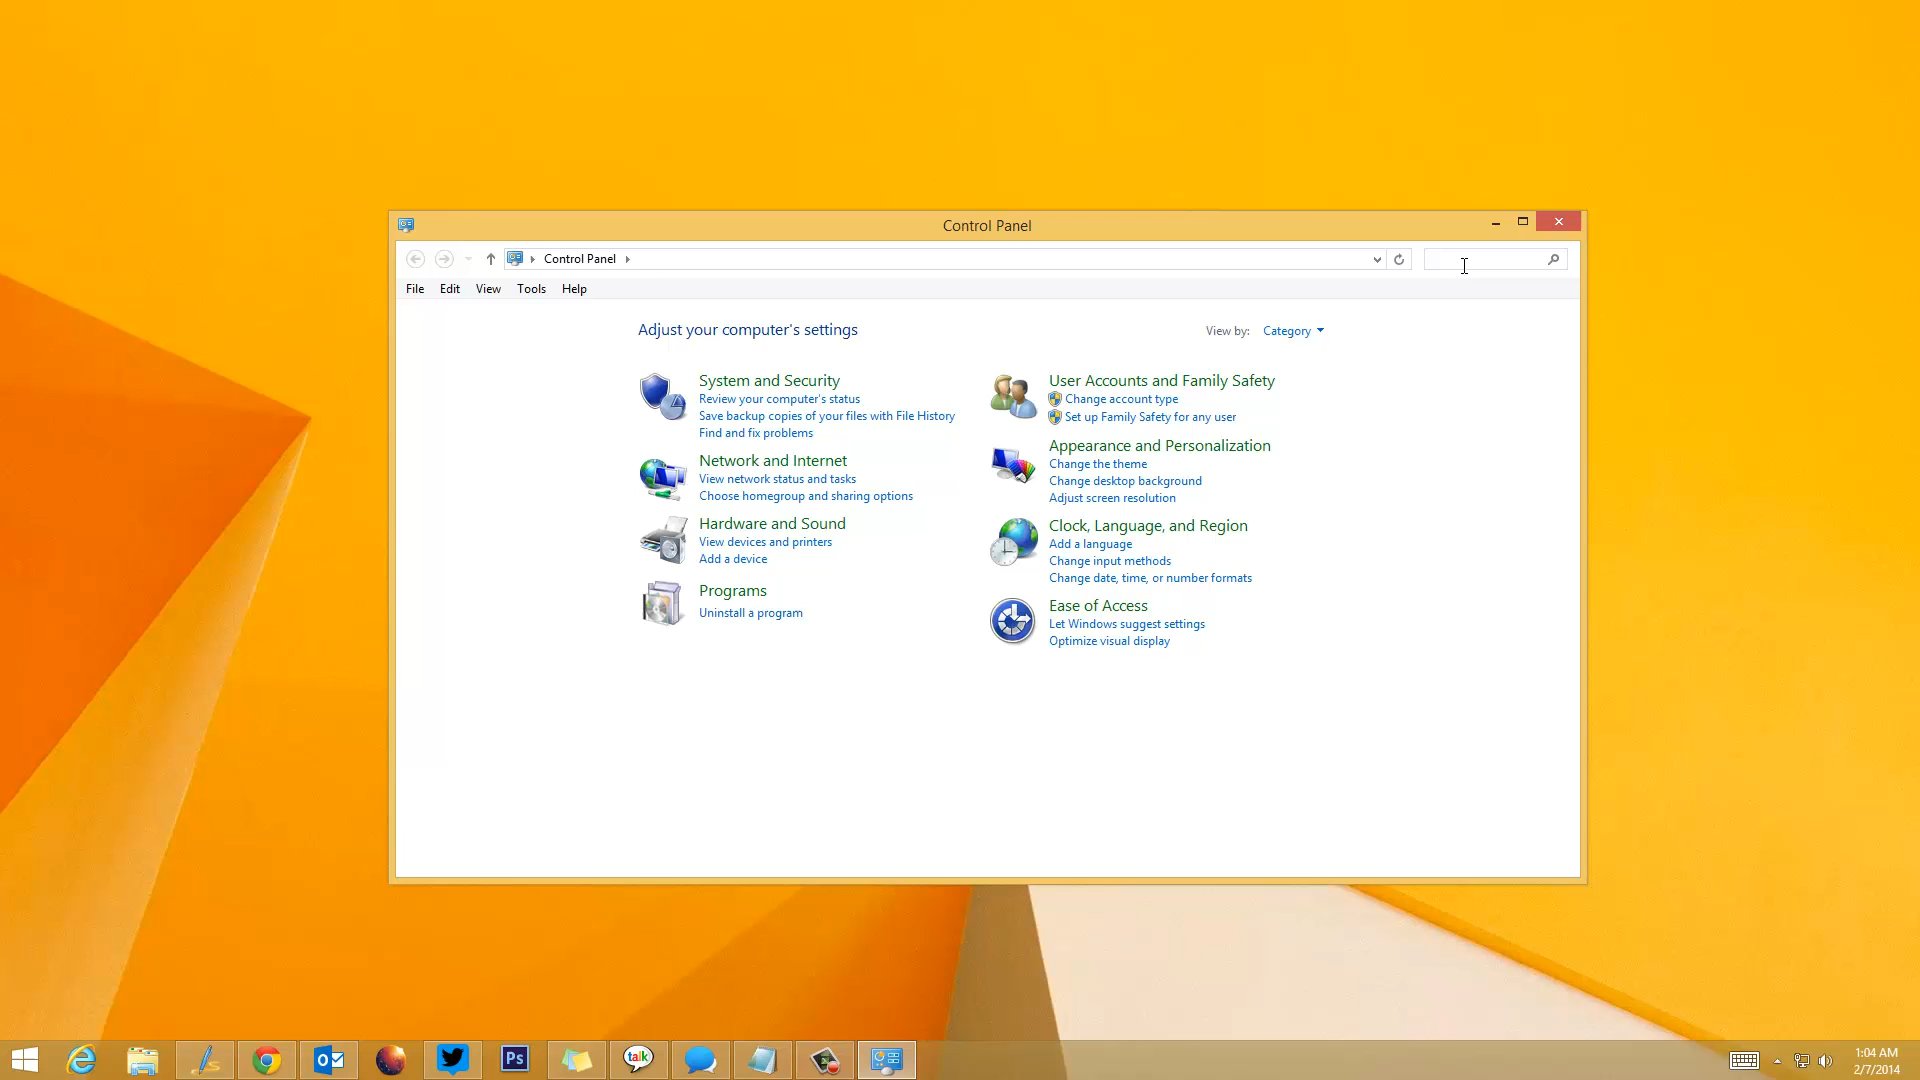 Control Panel
Control Panel
File Edit View Tools Help
Adjust your computer's settings
View by: Category
System and Security
Review your computer's status
Save backup copies of your files with File History
Find and fix problems
Network and Internet
View network status and tasks
Choose homegroup and sharing options
Hardware and Sound
View devices and printers
Add a device
Programs
Uninstall a program
User Accounts and Family Safety
Change account type
Set up Family Safety for any user
Appearance and Personalization
Change the theme
Change desktop background
Adjust screen resolution
Clock, Language, and Region
Add a language
Change input methods
Change date, time, or number formats
Ease of Access
Let Windows suggest settings
Optimize visual display
Ps
talk
1:04 AM
2/7/2014